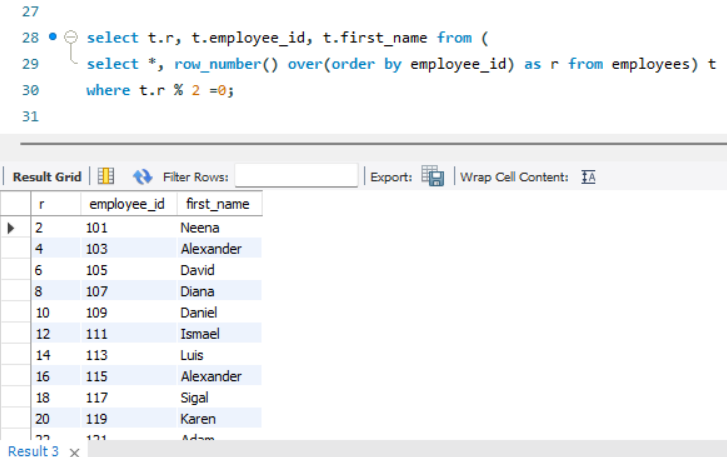 27
28 select t.r, t.employee_id, t.first_name from (
29 select *, row_number() over(order by employee_id) as r from employees) t
30 where t.r % 2 =0;
31
Result Grid Filter Rows: Export: Wrap Cell Content: IA
r employee_id first_name
2 101 Neena
4 103 Alexander
6 105 David
8 107 Diana
10 109 Daniel
12 111 Ismael
14 113 Luis
16 115 Alexander
18 117 Sigal
20 119 Karen
22 121 Adam
Result 3 ×